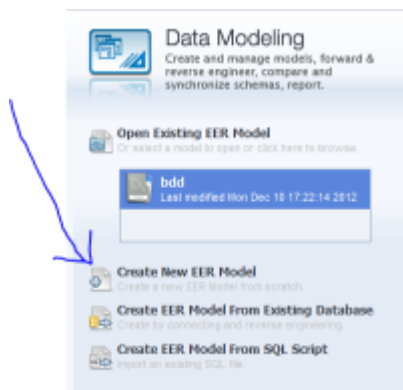 Data Modeling
Create and manage models, forward &
reverse engineer, compare and
synchronize schemas, report.
Open Existing EER Model
Or select a model to open or click here to browse.
bdd
Last modified Mon Dec 10 17:22:14 2012
Create New EER Model
Create a new EER Model from scratch.
Create EER Model From Existing Database
Create by connecting and reverse engineering.
Create EER Model From SQL Script
Import an existing SQL file.